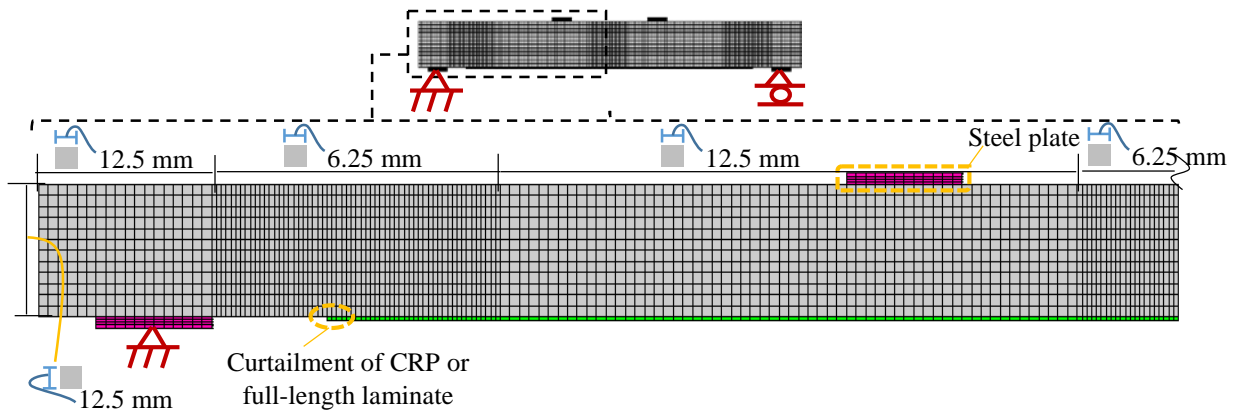 12.5 mm
6.25 mm
12.5 mm
Steel plate
6.25 mm
Curtailment of CRP or
full-length laminate
12.5 mm